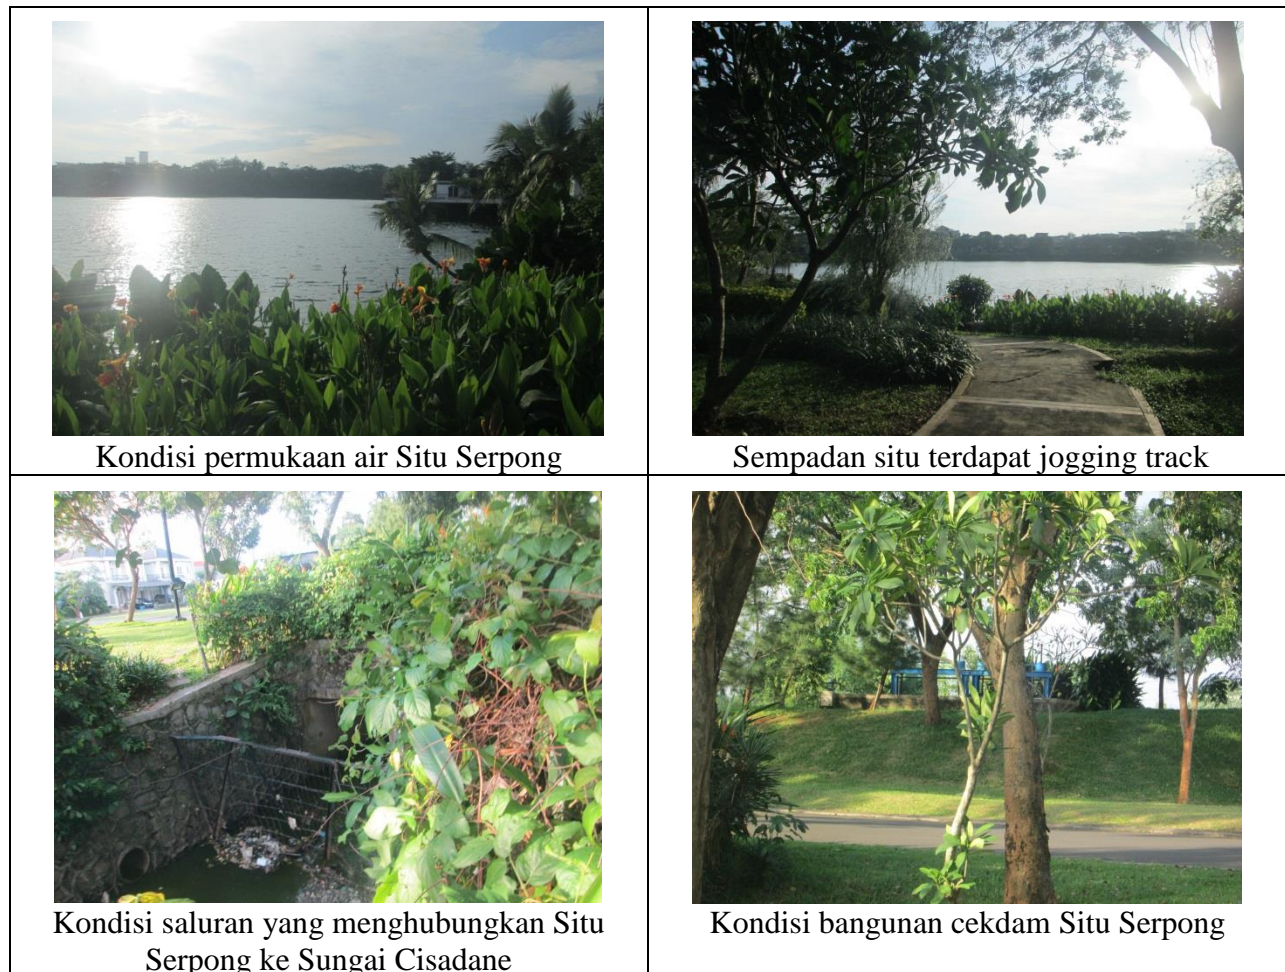 Kondisi permukaan air Situ Serpong
Sempadan situ terdapat jogging track
Kondisi saluran yang menghubungkan Situ
Serpong ke Sungai Cisadane
Kondisi bangunan cekdam Situ Serpong